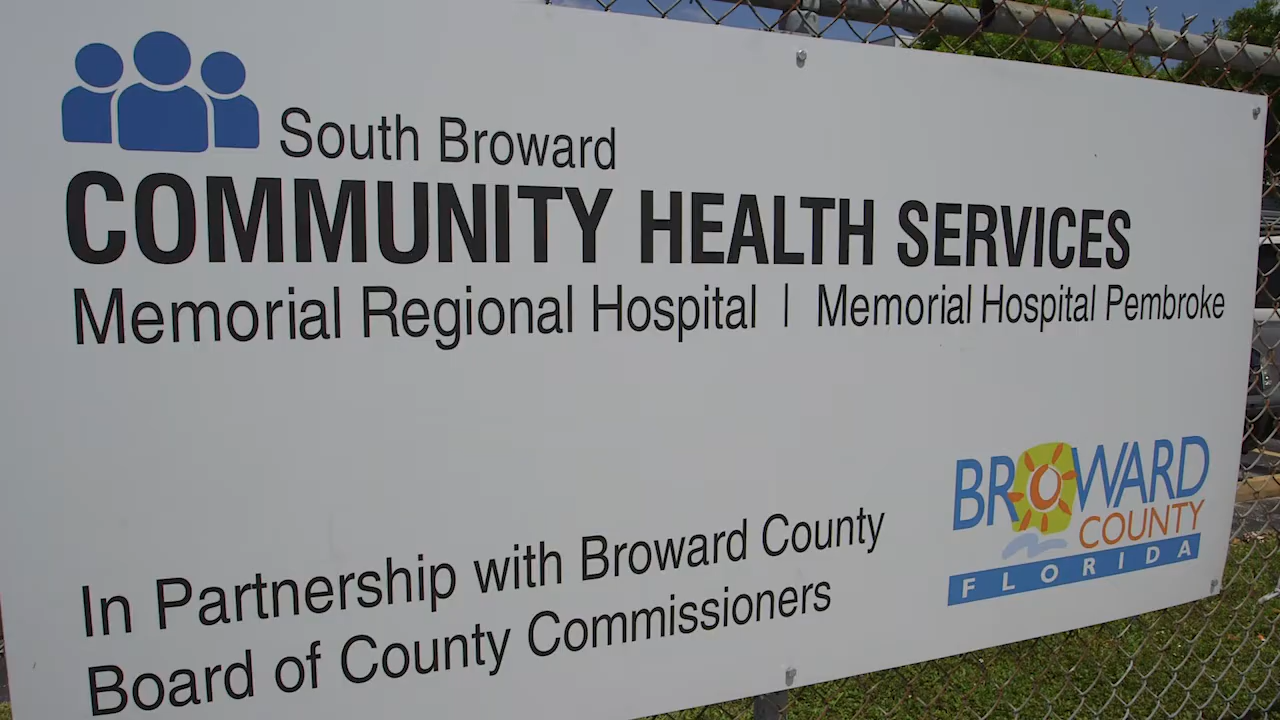 South Broward
COMMUNITY HEALTH SERVICES
Memorial Regional Hospital | Memorial Hospital Pembroke
In Partnership with Broward County
Board of County Commissioners
BROWARD
COUNTY
FLORIDA